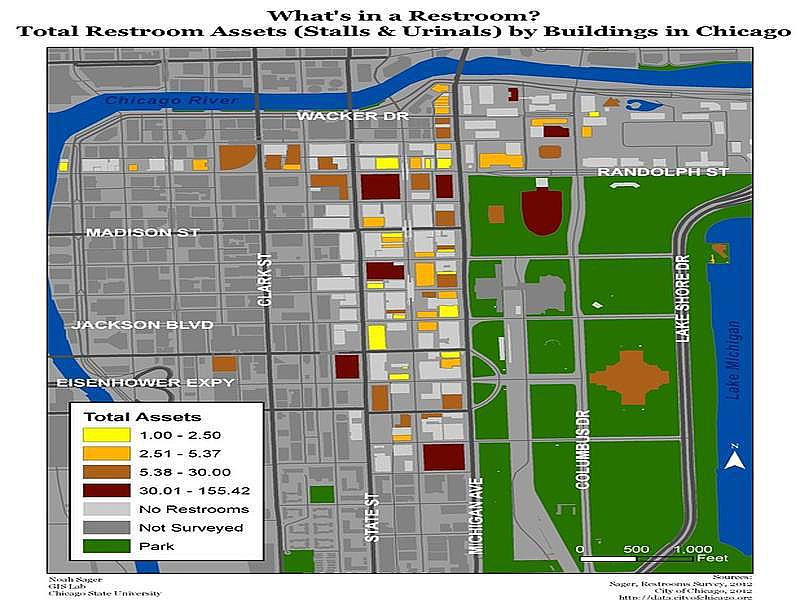 What's in a Restroom?
Total Restroom Assets (Stalls & Urinals) by Buildings in Chicago
Chicago River
WACKER DR
RANDOLPH ST
MADISON ST
CLARK ST
LAKE SHORE DR
JACKSON BLVD
Lake Michigan
EISENHOWER EXPY
COLUMBUS DR
STATE ST
MICHIGAN AVE
N
Total Assets
1.00 - 2.50
2.51 - 5.37
5.38 - 30.00
30.01 - 155.42
No Restrooms
Not Surveyed
Park
0 500 1,000
Feet
Noah Sager
GIS Lab
Chicago State University
Sources:
Sager, Restrooms Survey, 2012
City of Chicago, 2012
http://data.cityofchicago.org